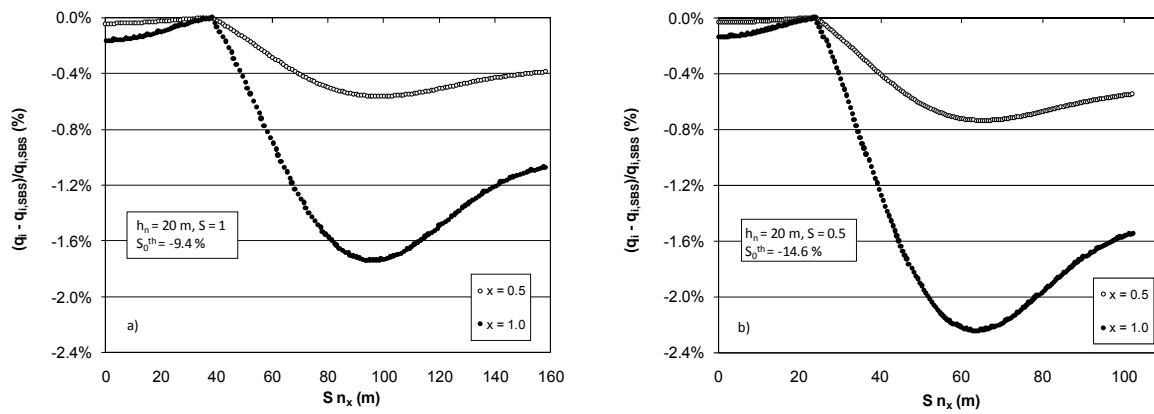 0.0%
-0.4%
-0.8%
-1.2%
-1.6%
-2.0%
-2.4%
(qi - qi,SBS)/qi,SBS (%)
hn = 20 m, S = 1
S0th = -9.4 %
x = 0.5
x = 1.0
a)
0 20 40 60 80 100 120 140 160
S nx (m)
0.0%
-0.4%
-0.8%
-1.2%
-1.6%
-2.0%
-2.4%
(qi - qi,SBS)/qi,SBS (%)
hn = 20 m, S = 0.5
S0th = -14.6 %
x = 0.5
x = 1.0
b)
0 20 40 60 80 100
S nx (m)